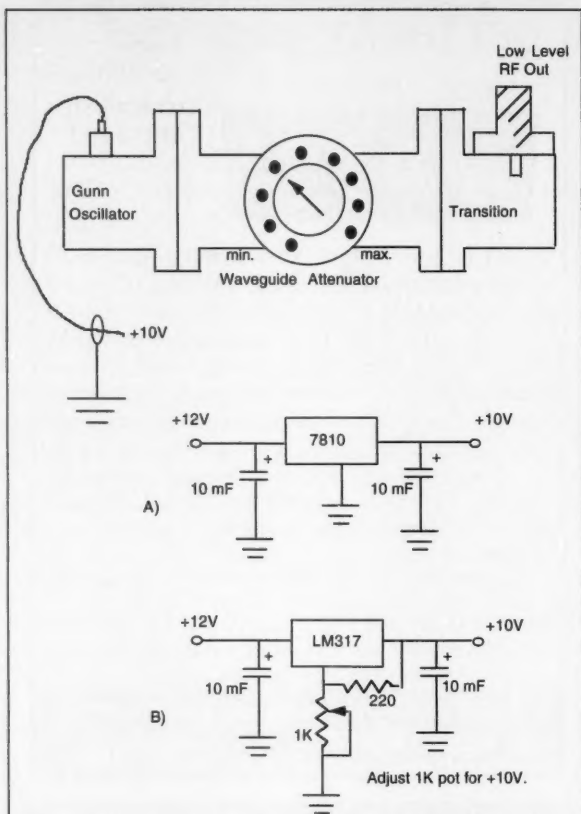 Low Level
RF Out
Gunn
Oscillator
Transition
min.
max.
Waveguide Attenuator
+10V
+12V
7810
+10V
10 mF
+
10 mF
+
A)
+12V
LM317
+10V
10 mF
+
220
10 mF
+
1K
B)
Adjust 1K pot for +10V.